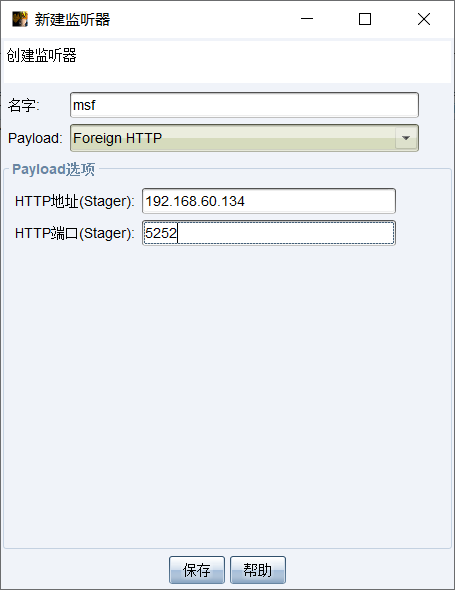 新建监听器
创建监听器
名字: msf
Payload: Foreign HTTP
Payload选项
HTTP地址(Stager): 192.168.60.134
HTTP端口(Stager): 5252
保存 帮助